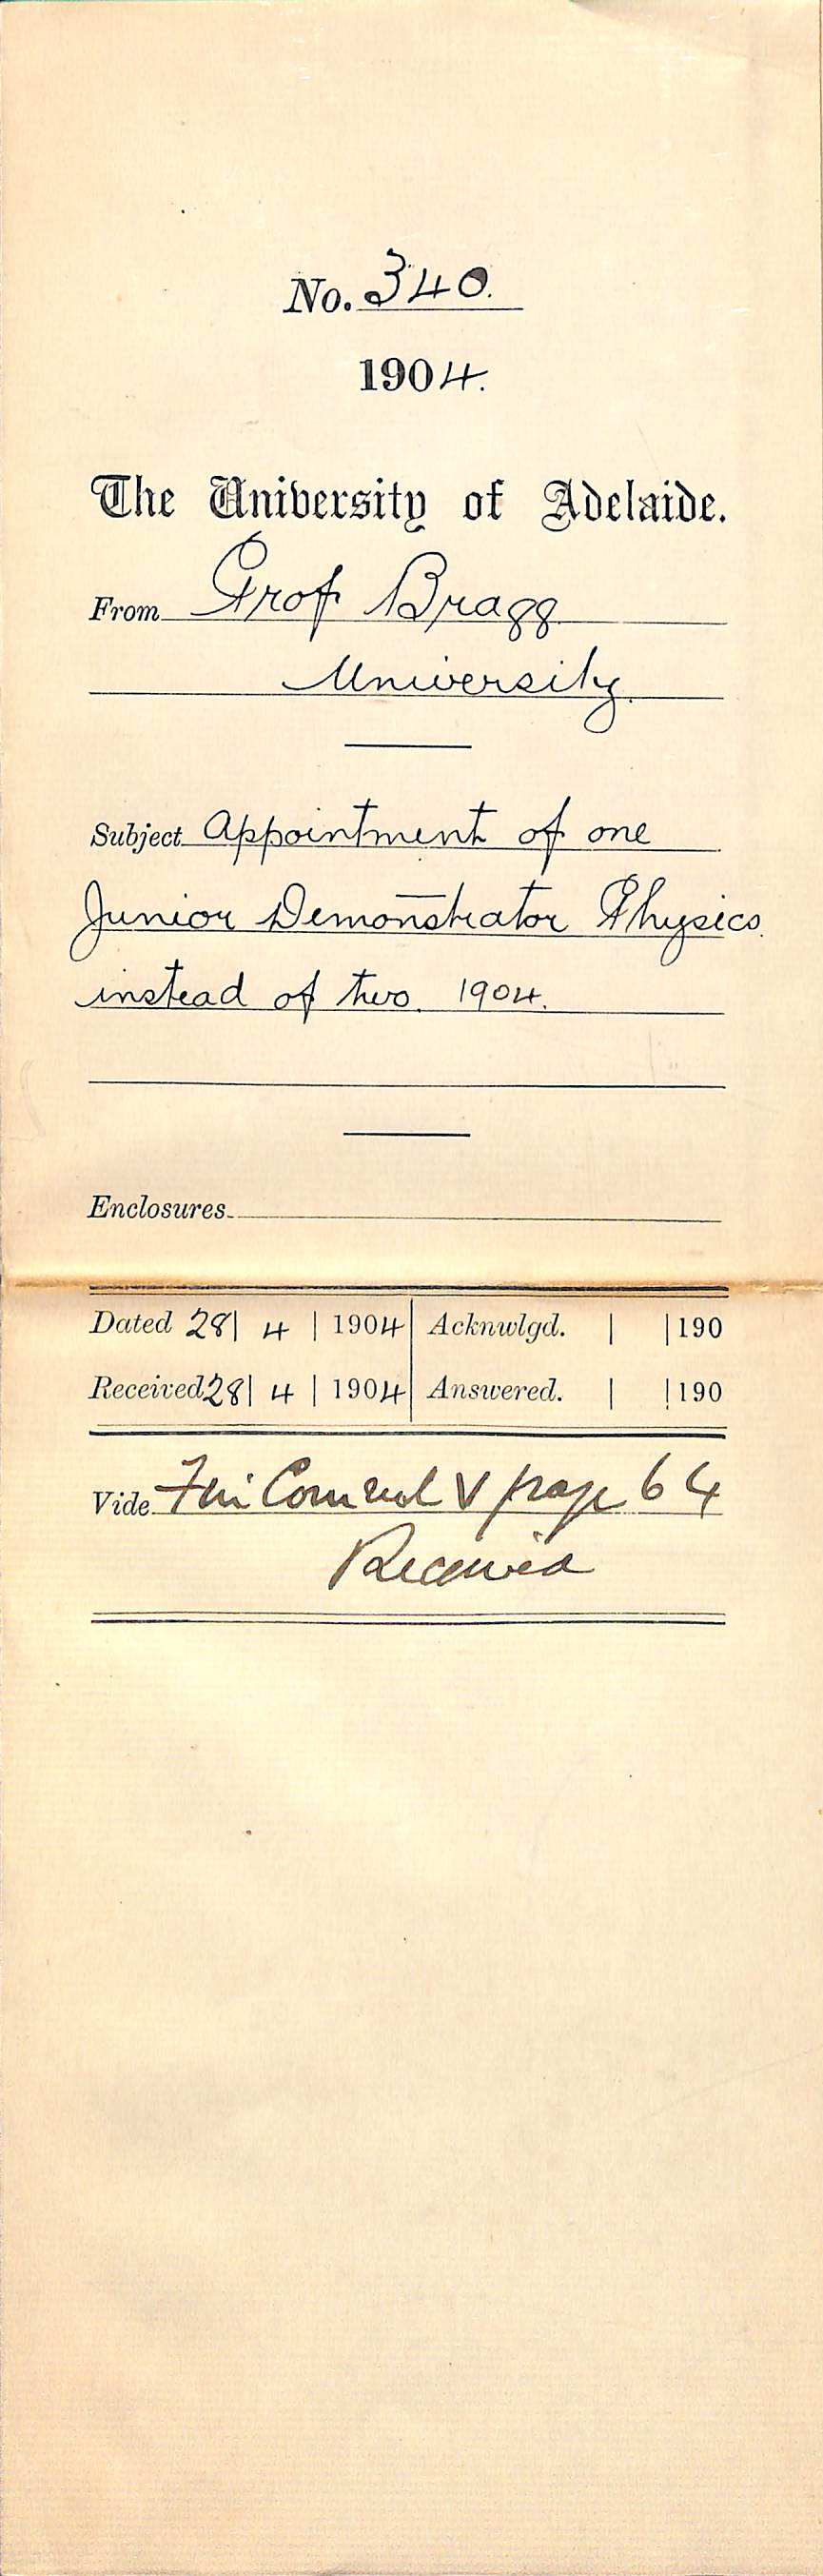 No. 340.
1904.
The University of Adelaide.
From Prof Bragg
University.
Subject Appointment of one
Junior Demonstrator Physics
instead of two. 1904.
Enclosures
Dated 28 | 4 | 1904 Acknwlgd. | | 190
Received 28 | 4 | 1904 Answered. | | 190
Vide Fin V page 64
Received